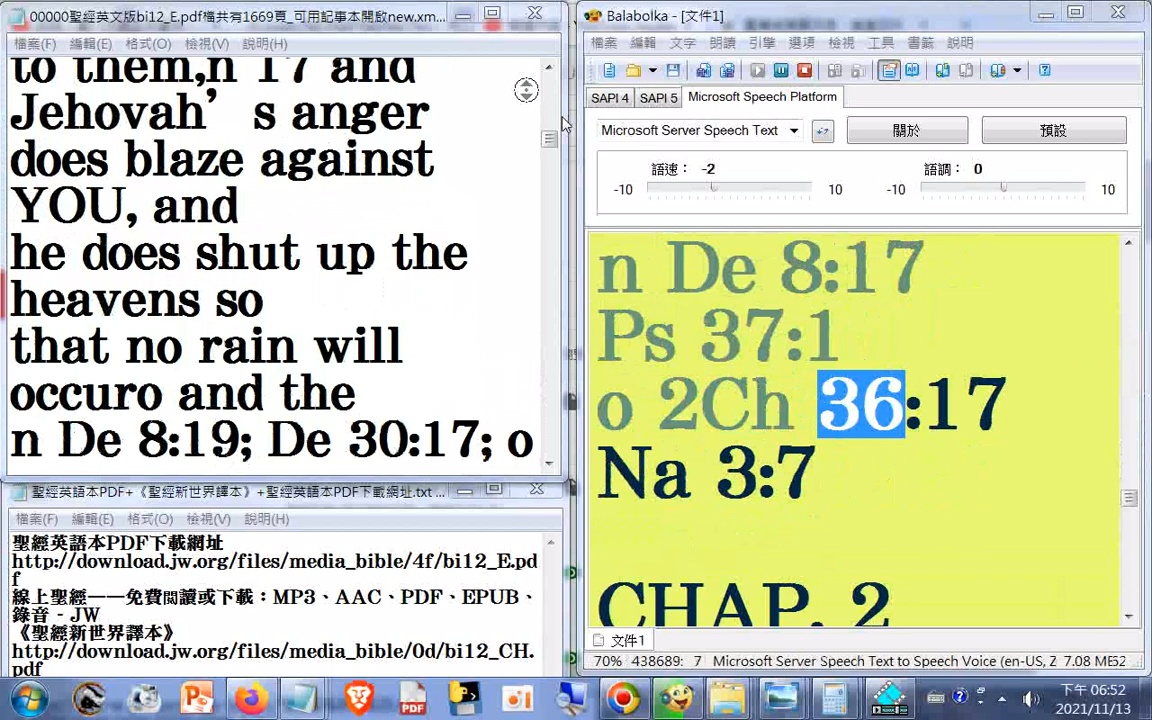 00000聖經英文版bi12_E.pdf檔共有1669頁_可用記事本開啟new.xm...
檔案(F) 編輯(E) 格式(O) 檢視(V) 說明(H)
to them,n 17 and
Jehovah’s anger
does blaze against
YOU, and
he does shut up the
heavens so
that no rain will
occuro and the
n De 8:19; De 30:17; o
聖經英語本PDF+《聖經新世界譯本》+聖經英語本PDF下載網址.txt ...
檔案(F) 編輯(E) 格式(O) 檢視(V) 說明(H)
聖經英語本PDF下載網址
http://download.jw.org/files/media_bible/4f/bi12_E.pd
f
線上聖經——免費閱讀或下載：MP3、AAC、PDF、EPUB、
錄音 - JW
《聖經新世界譯本》
http://download.jw.org/files/media_bible/0d/bi12_CH.
pdf
Balabolka - [文件1]
檔案 編輯 文字 朗讀 引擎 選項 檢視 工具 書籤 說明
SAPI 4 SAPI 5 Microsoft Speech Platform
Microsoft Server Speech Text 關於 預設
語速： -2 語調： 0
-10 10 -10 10
n De 8:17
Ps 37:1
o 2Ch 36:17
Na 3:7
CHAP. 2
文件1
70% 438689: 7 Microsoft Server Speech Text to Speech Voice (en-US, Z 7.08 ME52
PDF
下午 06:52
2021/11/13